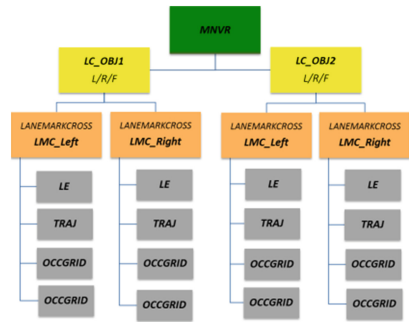 MNVR
LC_OBJ1
L/R/F
LC_OBJ2
L/R/F
LANEMARKCROSS
LMC_Left
LANEMARKCROSS
LMC_Right
LANEMARKCROSS
LMC_Left
LANEMARKCROSS
LMC_Right
LE
LE
LE
LE
TRAJ
TRAJ
TRAJ
TRAJ
OCCGRID
OCCGRID
OCCGRID
OCCGRID
OCCGRID
OCCGRID
OCCGRID
OCCGRID